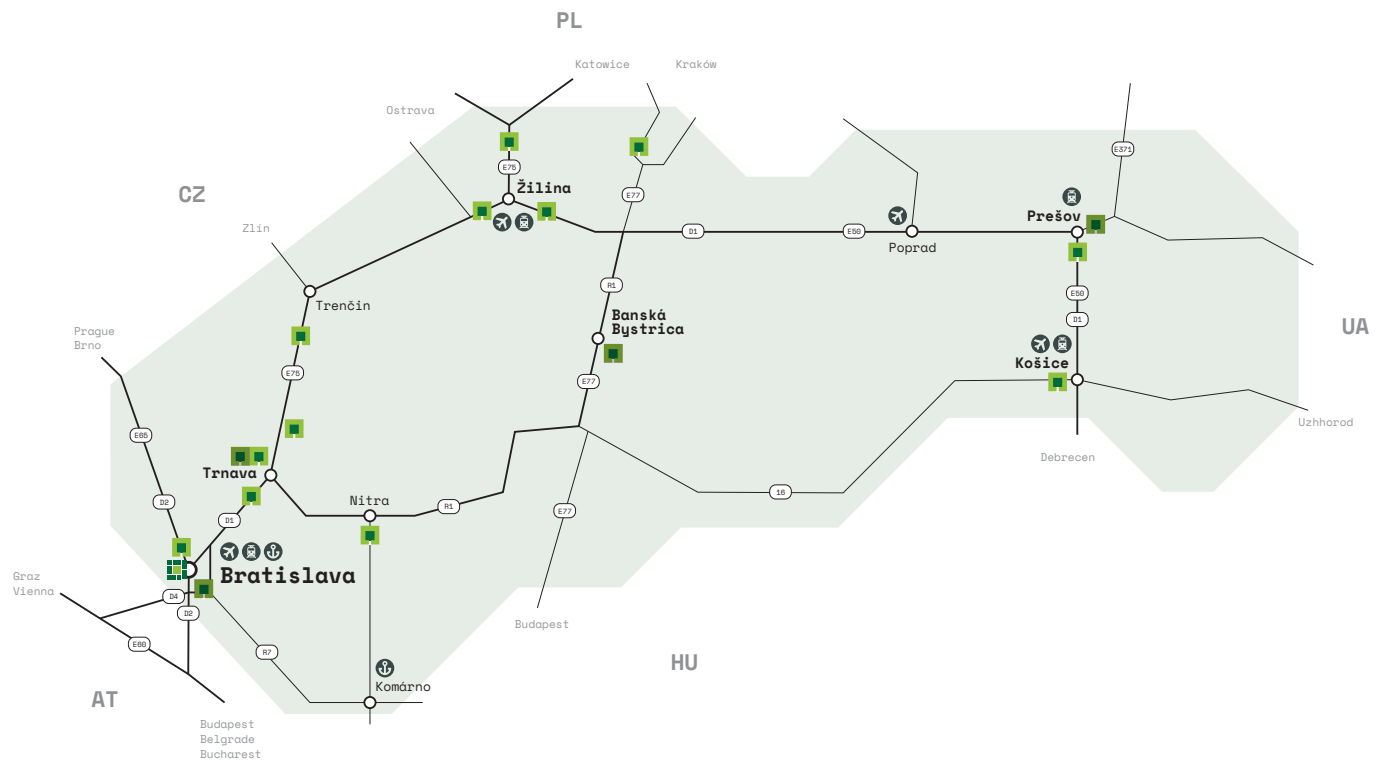 PL
Katowice
Kraków
Ostrava
E371
E75
CZ
Žilina
E77
Prešov
Zlín
D1
E50
Poprad
Trenčín
R1
E50
Banská
Bystrica
D1
UA
Prague
Brno
Košice
E75
E77
Uzhhorod
E65
Debrecen
Trnava
16
Nitra
D2
R1
E77
D1
Bratislava
Graz
Vienna
D4
D2
Budapest
E60
R7
HU
Komárno
AT
Budapest
Belgrade
Bucharest